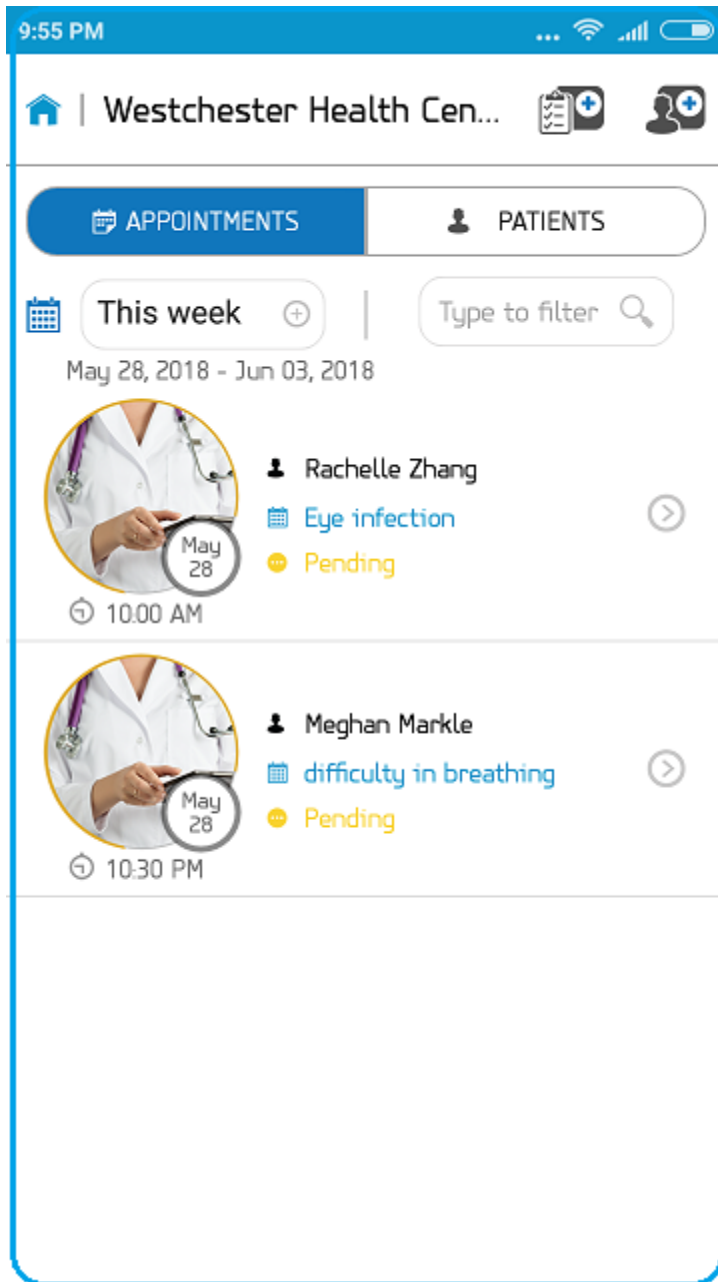 9:55 PM
Westchester Health Cen...
APPOINTMENTS
PATIENTS
This week
Type to filter
May 28, 2018 - Jun 03, 2018
Rachelle Zhang
Eye infection
May
28
Pending
10:00 AM
Meghan Markle
difficulty in breathing
May
28
Pending
10:30 PM